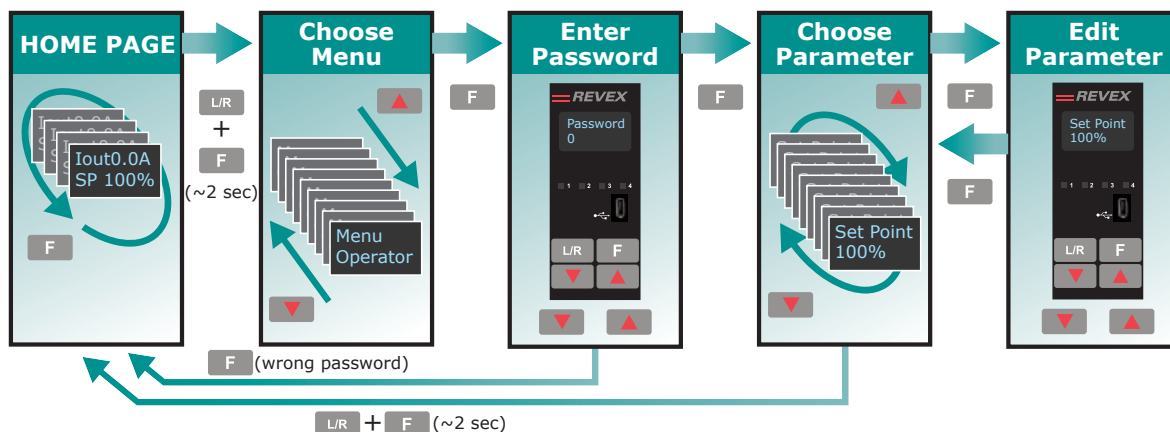 HOME PAGE
Iout0.0A
SP 100%
F
L/R
+
F
(~2 sec)
Choose
Menu
Menu
Operator
F
Enter
Password
REVEX
Password
0
1 2 3 4
L/R F
F
Choose
Parameter
Set Point
100%
F
F
Edit
Parameter
REVEX
Set Point
100%
1 2 3 4
L/R F
F (wrong password)
L/R + F (~2 sec)